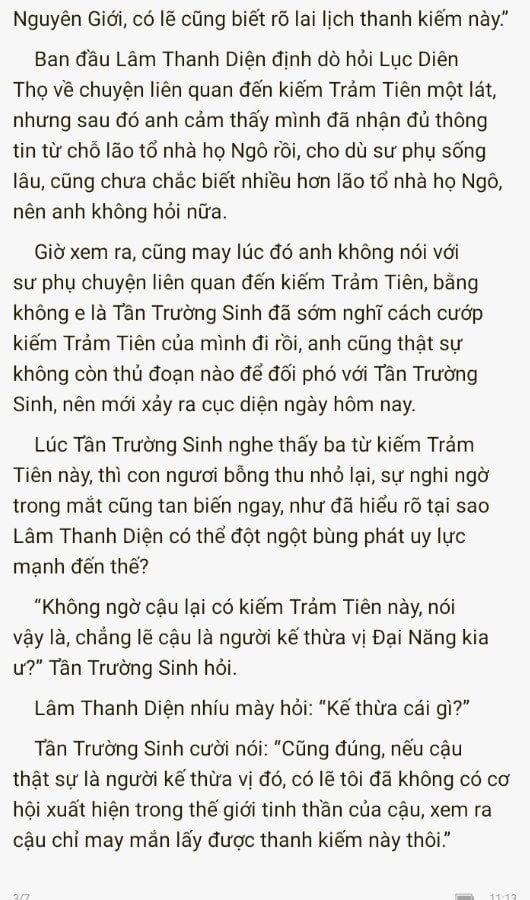 Nguyên Giới, có lẽ cũng biết rõ lai lịch thanh kiếm này."
Ban đầu Lâm Thanh Diện định dò hỏi Lục Diên
Thọ về chuyện liên quan đến kiếm Trảm Tiên một lát,
nhưng sau đó anh cảm thấy mình đã nhận đủ thông
tin từ chỗ lão tổ nhà họ Ngô rồi, cho dù sư phụ sống
lâu, cũng chưa chắc biết nhiều hơn lão tổ nhà họ Ngô,
nên anh không hỏi nữa.
Giờ xem ra, cũng may lúc đó anh không nói với
sư phụ chuyện liên quan đến kiếm Trảm Tiên, bằng
không e là Tần Trường Sinh đã sớm nghĩ cách cướp
kiếm Trảm Tiên của mình đi rồi, anh cũng thật sự
không còn thủ đoạn nào để đối phó với Tần Trường
Sinh, nên mới xảy ra cục diện ngày hôm nay.
Lúc Tần Trường Sinh nghe thấy ba từ kiếm Trảm
Tiên này, thì con ngươi bỗng thu nhỏ lại, sự nghi ngờ
trong mắt cũng tan biến ngay, như đã hiểu rõ tại sao
Lâm Thanh Diện có thể đột ngột bùng phát uy lực
mạnh đến thế?
"Không ngờ cậu lại có kiếm Trảm Tiên này, nói
vậy là, chẳng lẽ cậu là người kế thừa vị Đại Năng kia
ư?" Tần Trường Sinh hỏi.
Lâm Thanh Diện nhíu mày hỏi: "Kế thừa cái gì?"
Tần Trường Sinh cười nói: "Cũng đúng, nếu cậu
thật sự là người kế thừa vị đó, có lẽ tôi đã không có cơ
hội xuất hiện trong thế giới tinh thần của cậu, xem ra
cậu chỉ may mắn lấy được thanh kiếm này thôi."
3/7 11:13